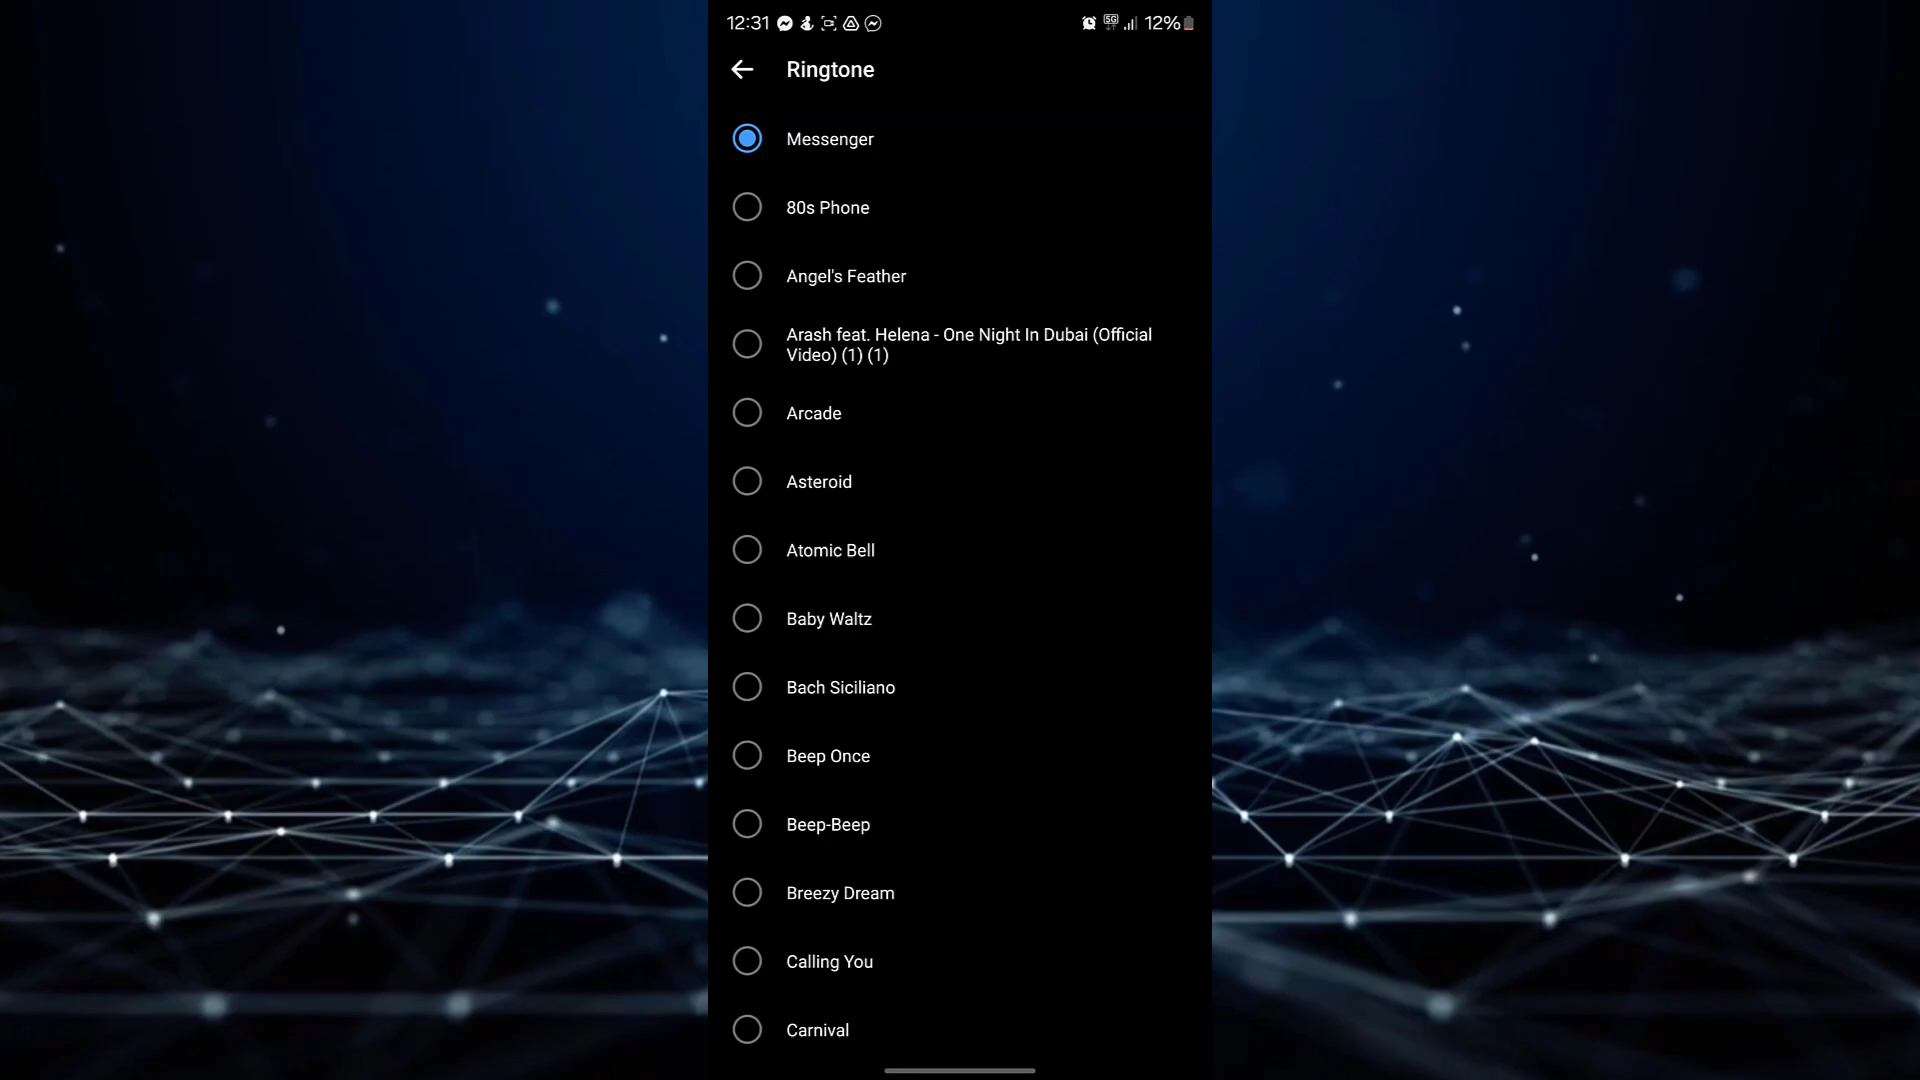 12:31 5G 12%
Ringtone
Messenger
80s Phone
Angel's Feather
Arash feat. Helena - One Night In Dubai (Official
Video) (1) (1)
Arcade
Asteroid
Atomic Bell
Baby Waltz
Bach Siciliano
Beep Once
Beep-Beep
Breezy Dream
Calling You
Carnival